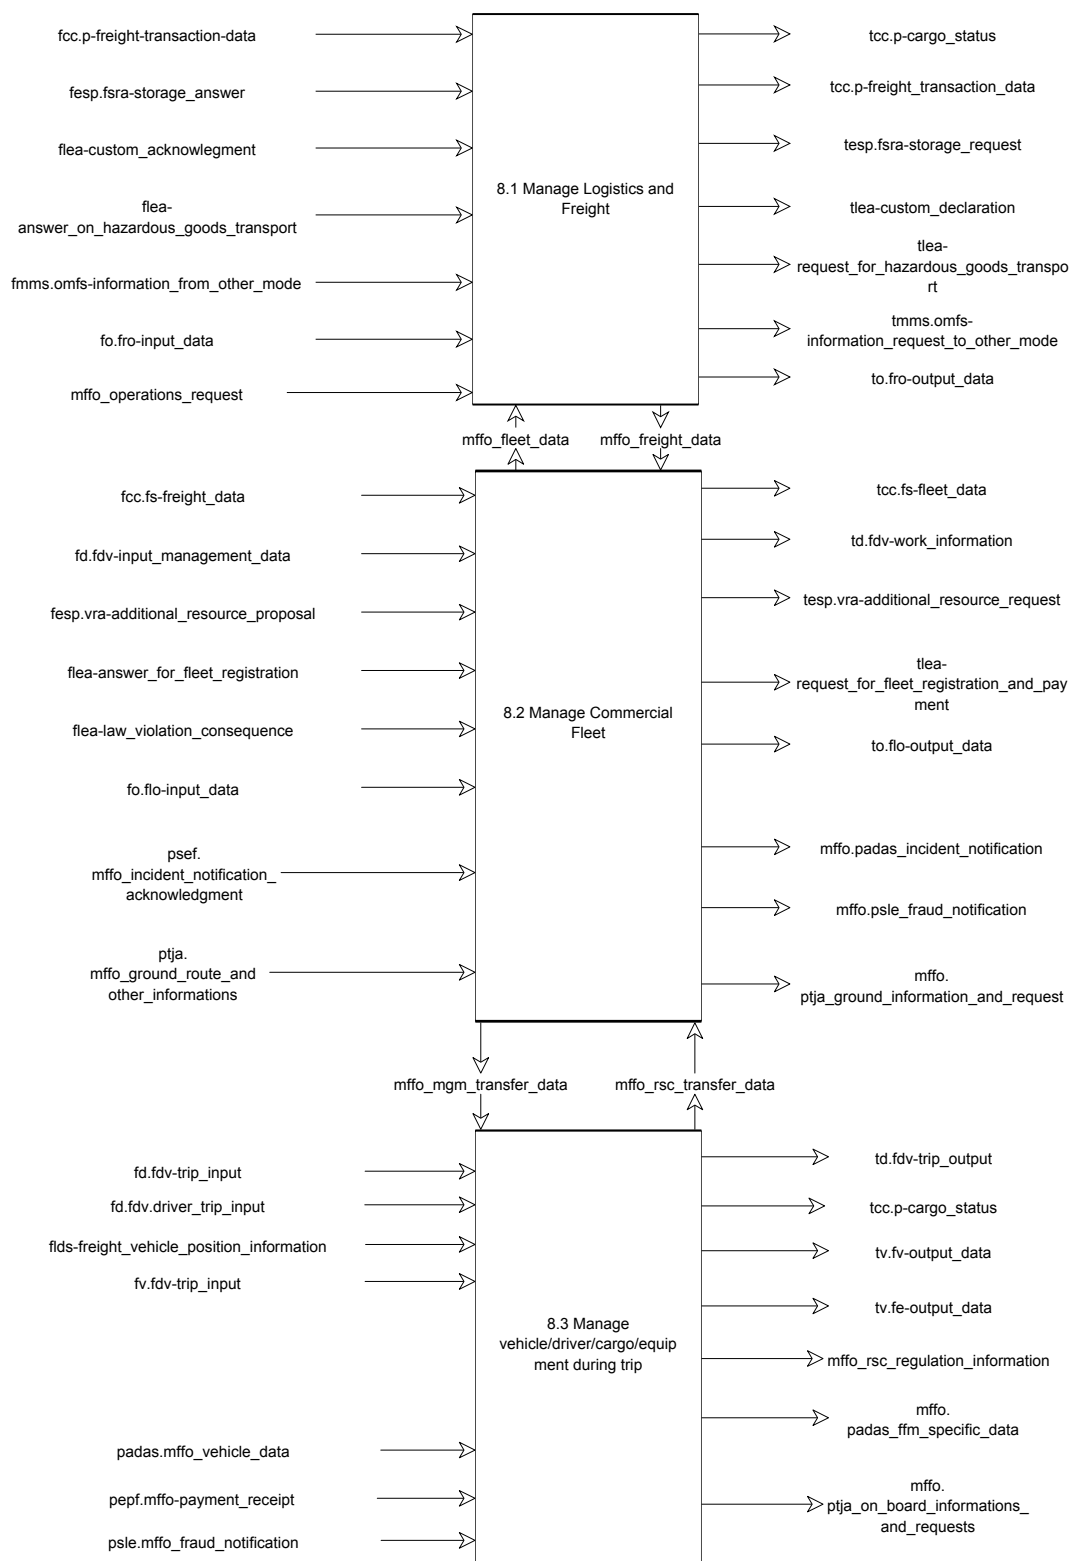 fcc.p-freight-transaction-data
fesp.fsra-storage_answer
flea-custom_acknowlegment
flea-
answer_on_hazardous_goods_transport
fmms.omfs-information_from_other_mode
fo.fro-input_data
mffo_operations_request
8.1 Manage Logistics and
Freight
tcc.p-cargo_status
tcc.p-freight_transaction_data
tesp.fsra-storage_request
tlea-custom_declaration
tlea-
request_for_hazardous_goods_transpo
rt
tmms.omfs-
information_request_to_other_mode
to.fro-output_data
mffo_fleet_data
mffo_freight_data
fcc.fs-freight_data
fd.fdv-input_management_data
fesp.vra-additional_resource_proposal
flea-answer_for_fleet_registration
flea-law_violation_consequence
fo.flo-input_data
psef.
mffo_incident_notification_
acknowledgment
ptja.
mffo_ground_route_and
other_informations
8.2 Manage Commercial
Fleet
tcc.fs-fleet_data
td.fdv-work_information
tesp.vra-additional_resource_request
tlea-
request_for_fleet_registration_and_pay
ment
to.flo-output_data
mffo.padas_incident_notification
mffo.psle_fraud_notification
mffo.
ptja_ground_information_and_request
mffo_mgm_transfer_data
mffo_rsc_transfer_data
fd.fdv-trip_input
fd.fdv.driver_trip_input
flds-freight_vehicle_position_information
fv.fdv-trip_input
padas.mffo_vehicle_data
pepf.mffo-payment_receipt
psle.mffo_fraud_notification
8.3 Manage
vehicle/driver/cargo/equip
ment during trip
td.fdv-trip_output
tcc.p-cargo_status
tv.fv-output_data
tv.fe-output_data
mffo_rsc_regulation_information
mffo.
padas_ffm_specific_data
mffo.
ptja_on_board_informations_
and_requests